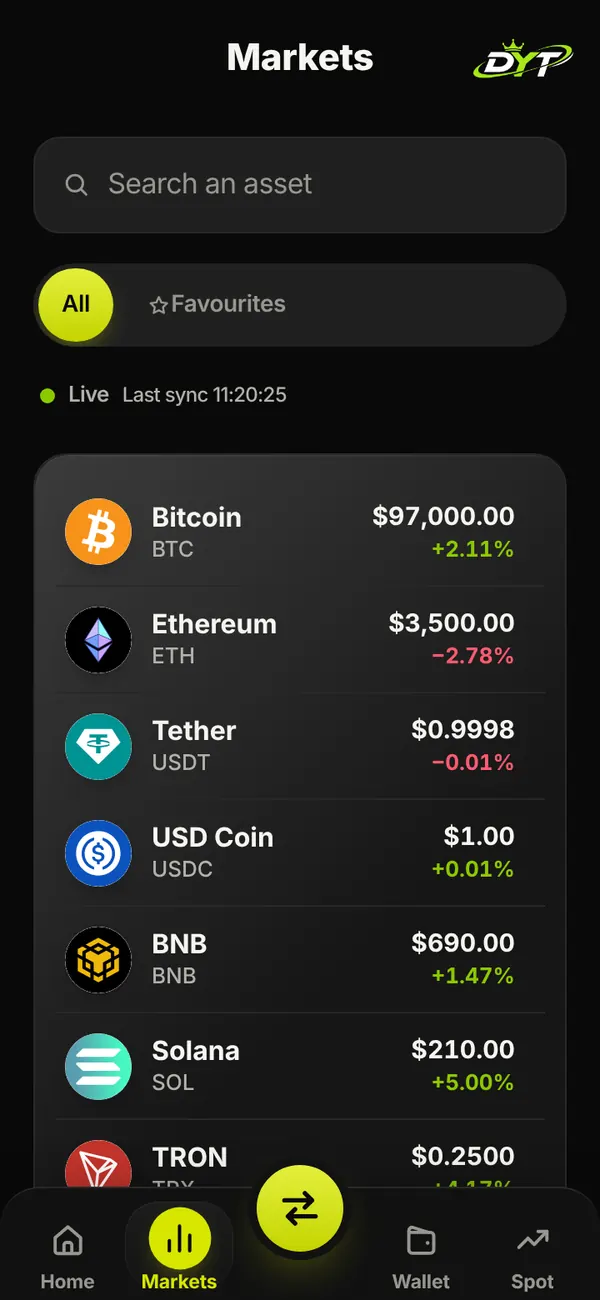 Markets
DYT
Search an asset
All
Favourites
Live Last sync 11:20:25
Bitcoin
$97,000.00
BTC
+2.11%
Ethereum
$3,500.00
ETH
−2.78%
Tether
$0.9998
USDT
−0.01%
USD Coin
$1.00
USDC
+0.01%
BNB
$690.00
BNB
+1.47%
Solana
$210.00
SOL
+5.00%
TRON
$0.2500
Home
Markets
Wallet
Spot